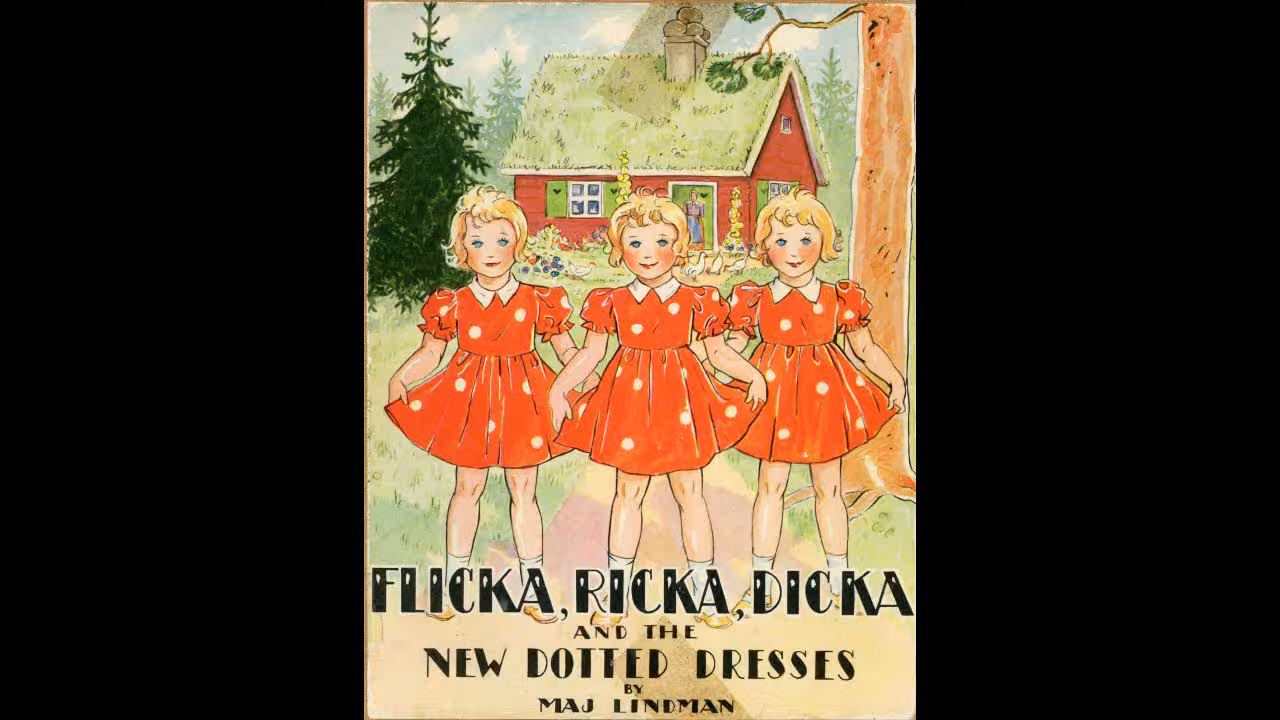 FLICKA, RICKA, DICKA
AND THE
NEW DOTTED DRESSES
BY
MAJ LINDMAN